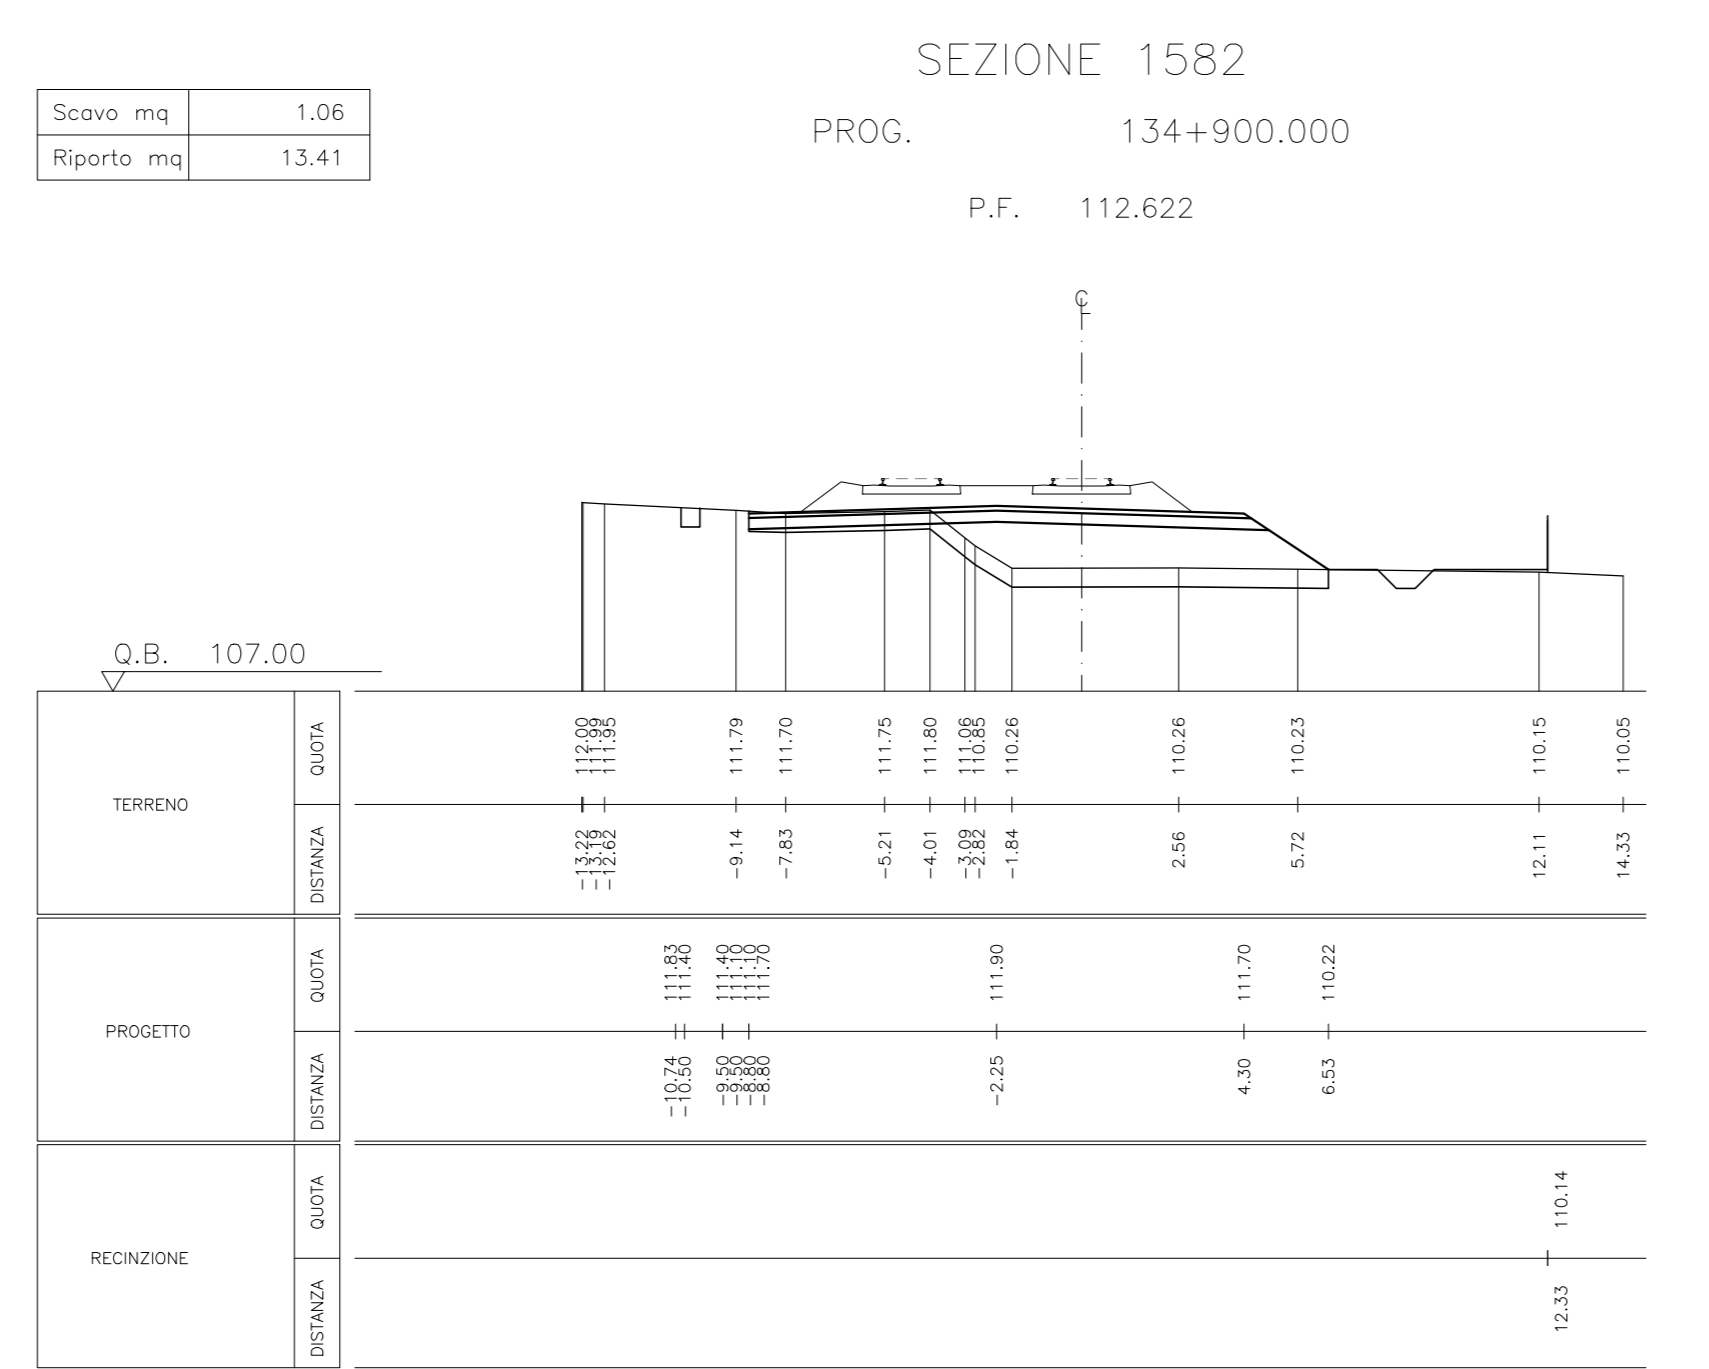 SEZIONE 1582
Scavo mq 1.06
Riporto mq 13.41
PROG. 134+900.000
P.F. 112.622
℄
Q.B. 107.00
TERRENO
QUOTA
112.00 111.99 111.95 111.79 111.70 111.75 111.80 111.06 110.85 110.26 110.26 110.23 110.15 110.05
DISTANZA
-13.22 -13.19 -12.62 -9.14 -7.83 -5.21 -4.01 -3.09 -2.82 -1.84 2.56 5.72 12.11 14.33
PROGETTO
QUOTA
111.83 111.40 111.40 111.10 111.10 111.70 111.90 111.70 110.22
DISTANZA
-10.74 -10.50 -9.50 -9.50 -8.80 -8.80 -2.25 4.30 6.53
RECINZIONE
QUOTA
110.14
DISTANZA
12.33